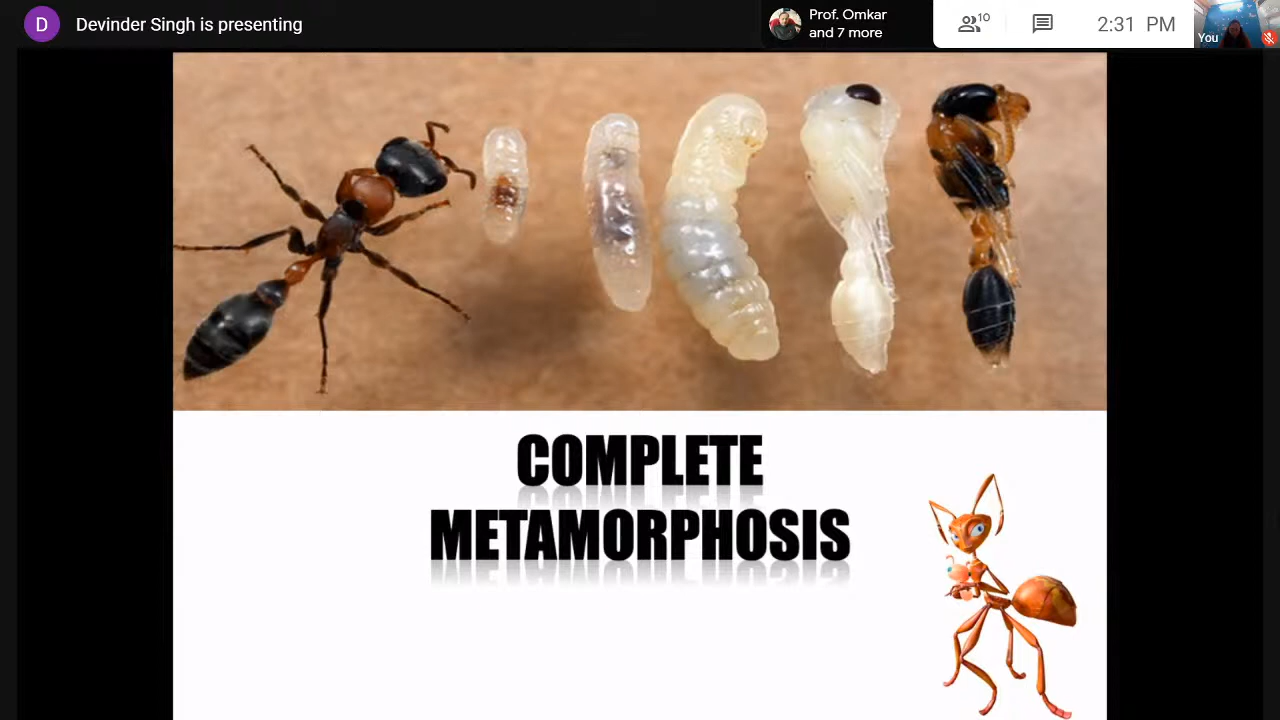 D
Devinder Singh is presenting
Prof. Omkar
and 7 more
10
2:31 PM
You
COMPLETE
METAMORPHOSIS